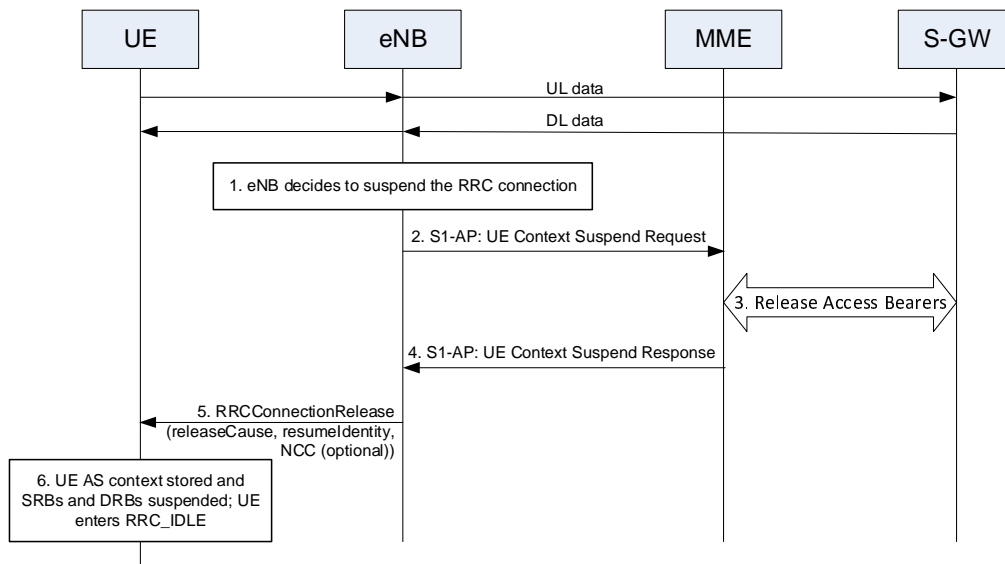 UE
eNB
MME
S-GW
UL data
DL data
1. eNB decides to suspend the RRC connection
2. S1-AP: UE Context Suspend Request
3. Release Access Bearers
4. S1-AP: UE Context Suspend Response
5. RRCConnectionRelease
(releaseCause, resumeIdentity,
NCC (optional))
6. UE AS context stored and
SRBs and DRBs suspended; UE
enters RRC_IDLE